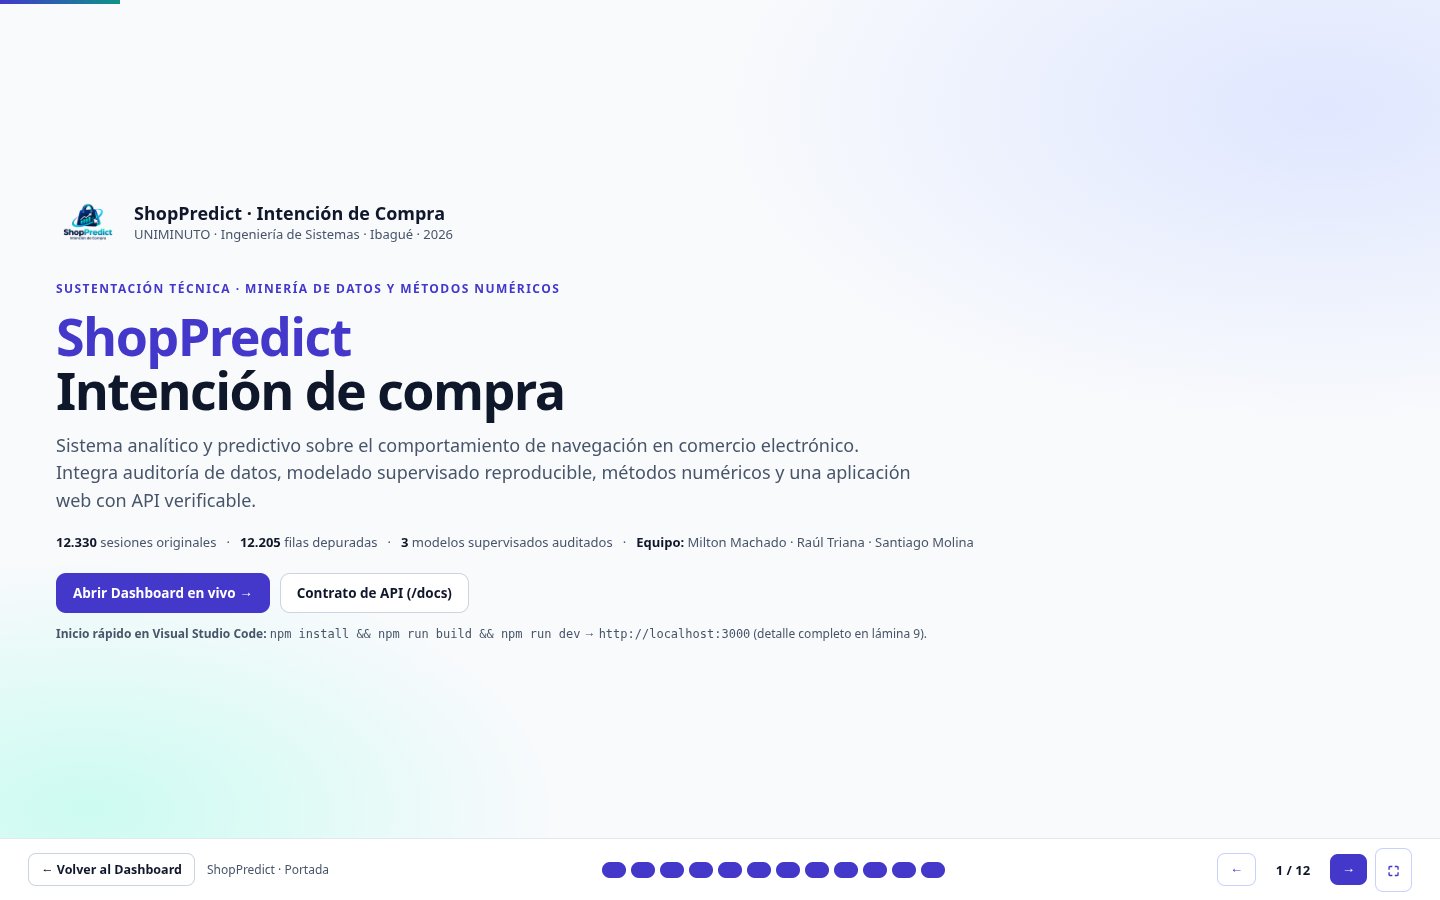 ShopPredict
Intención de Compra
ShopPredict · Intención de Compra
UNIMINUTO · Ingeniería de Sistemas · Ibagué · 2026
SUSTENTACIÓN TÉCNICA · MINERÍA DE DATOS Y MÉTODOS NUMÉRICOS
ShopPredict
Intención de compra
Sistema analítico y predictivo sobre el comportamiento de navegación en comercio electrónico.
Integra auditoría de datos, modelado supervisado reproducible, métodos numéricos y una aplicación
web con API verificable.
12.330 sesiones originales · 12.205 filas depuradas · 3 modelos supervisados auditados · Equipo: Milton Machado · Raúl Triana · Santiago Molina
Abrir Dashboard en vivo →
Contrato de API (/docs)
Inicio rápido en Visual Studio Code: npm install && npm run build && npm run dev → http://localhost:3000 (detalle completo en lámina 9).
← Volver al Dashboard
ShopPredict · Portada
←
1 / 12
→